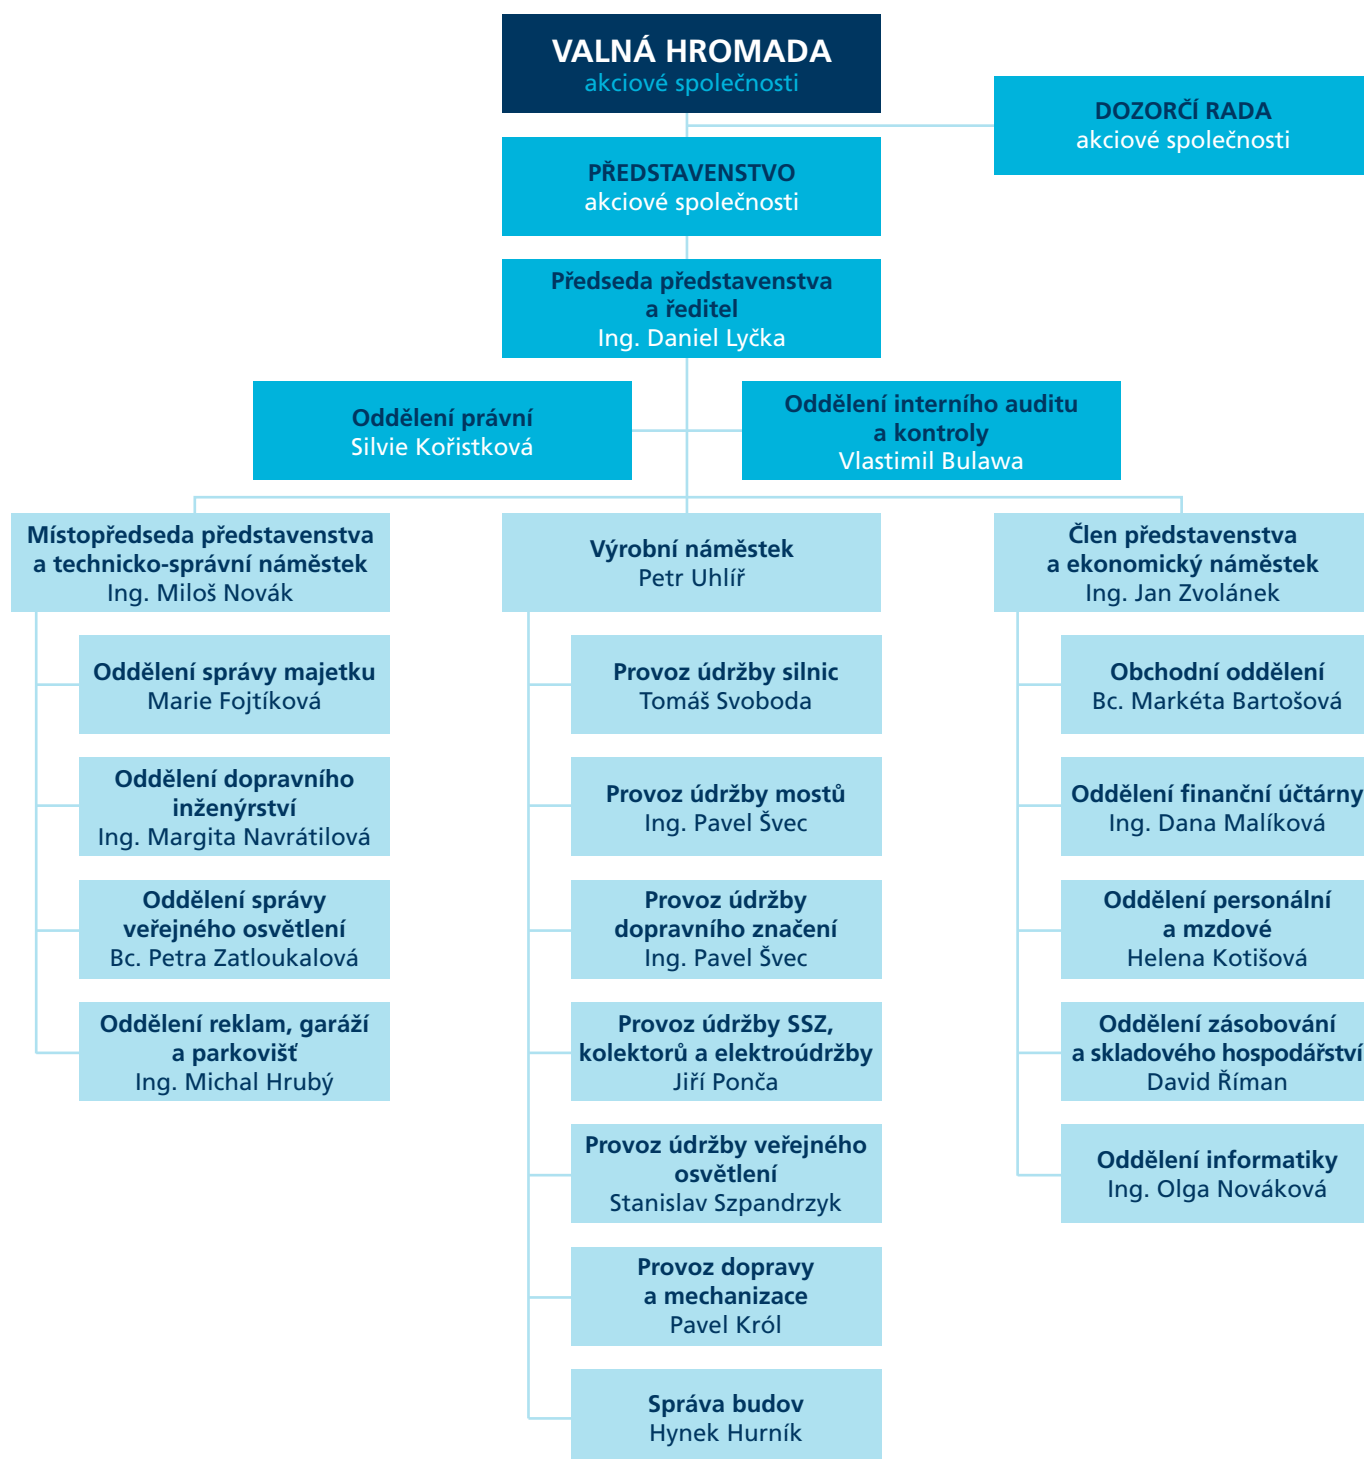 VALNÁ HROMADA
akciové společnosti
DOZORČÍ RADA
akciové společnosti
PŘEDSTAVENSTVO
akciové společnosti
Předseda představenstva
a ředitel
Ing. Daniel Lyčka
Oddělení právní
Silvie Kořistková
Oddělení interního auditu
a kontroly
Vlastimil Bulawa
Místopředseda představenstva
a technicko-správní náměstek
Ing. Miloš Novák
Oddělení správy majetku
Marie Fojtíková
Oddělení dopravního
inženýrství
Ing. Margita Navrátilová
Oddělení správy
veřejného osvětlení
Bc. Petra Zatloukalová
Oddělení reklam, garáží
a parkovišť
Ing. Michal Hrubý
Výrobní náměstek
Petr Uhlíř
Provoz údržby silnic
Tomáš Svoboda
Provoz údržby mostů
Ing. Pavel Švec
Provoz údržby
dopravního značení
Ing. Pavel Švec
Provoz údržby SSZ,
kolektorů a elektroúdržby
Jiří Ponča
Provoz údržby veřejného
osvětlení
Stanislav Szpandrzyk
Provoz dopravy
a mechanizace
Pavel Król
Správa budov
Hynek Hurník
Člen představenstva
a ekonomický náměstek
Ing. Jan Zvolánek
Obchodní oddělení
Bc. Markéta Bartošová
Oddělení finanční účtárny
Ing. Dana Malíková
Oddělení personální
a mzdové
Helena Kotišová
Oddělení zásobování
a skladového hospodářství
David Říman
Oddělení informatiky
Ing. Olga Nováková